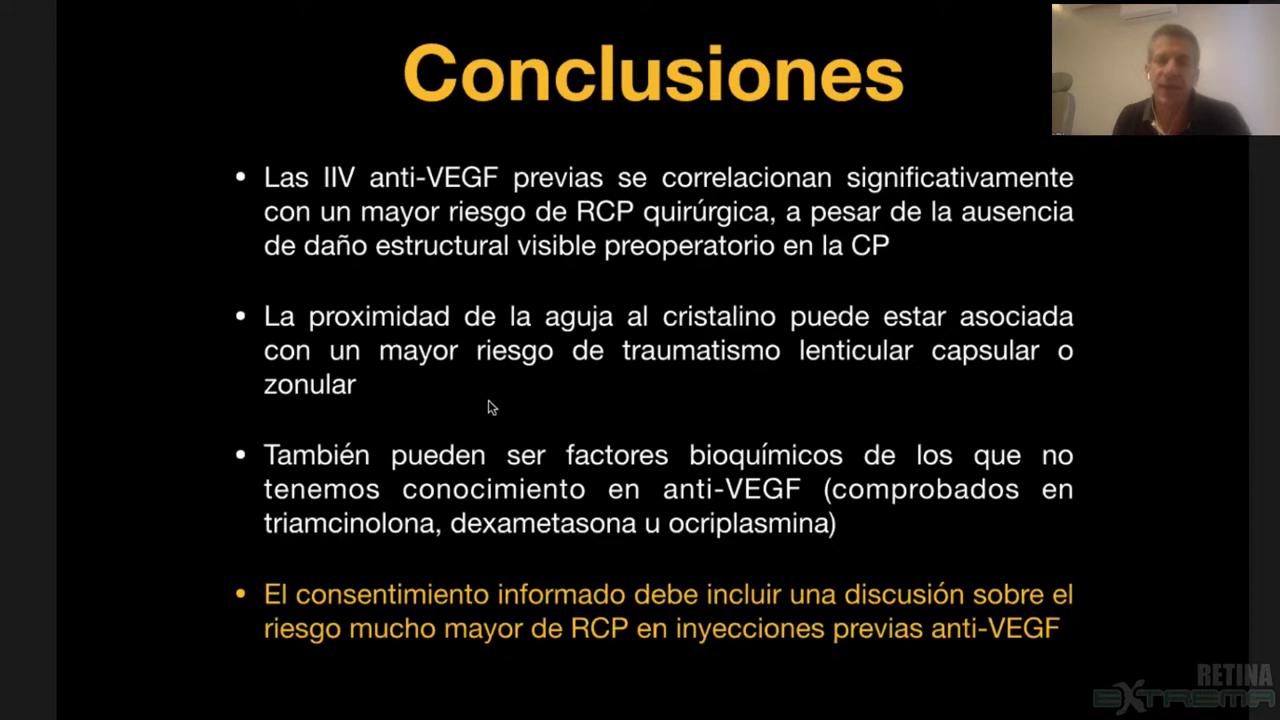 Conclusiones
• Las IIV anti-VEGF previas se correlacionan significativamente
con un mayor riesgo de RCP quirúrgica, a pesar de la ausencia
de daño estructural visible preoperatorio en la CP
• La proximidad de la aguja al cristalino puede estar asociada
con un mayor riesgo de traumatismo lenticular capsular o
zonular
• También pueden ser factores bioquímicos de los que no
tenemos conocimiento en anti-VEGF (comprobados en
triamcinolona, dexametasona u ocriplasmina)
• El consentimiento informado debe incluir una discusión sobre el
riesgo mucho mayor de RCP en inyecciones previas anti-VEGF
RETINA
EXTREMA